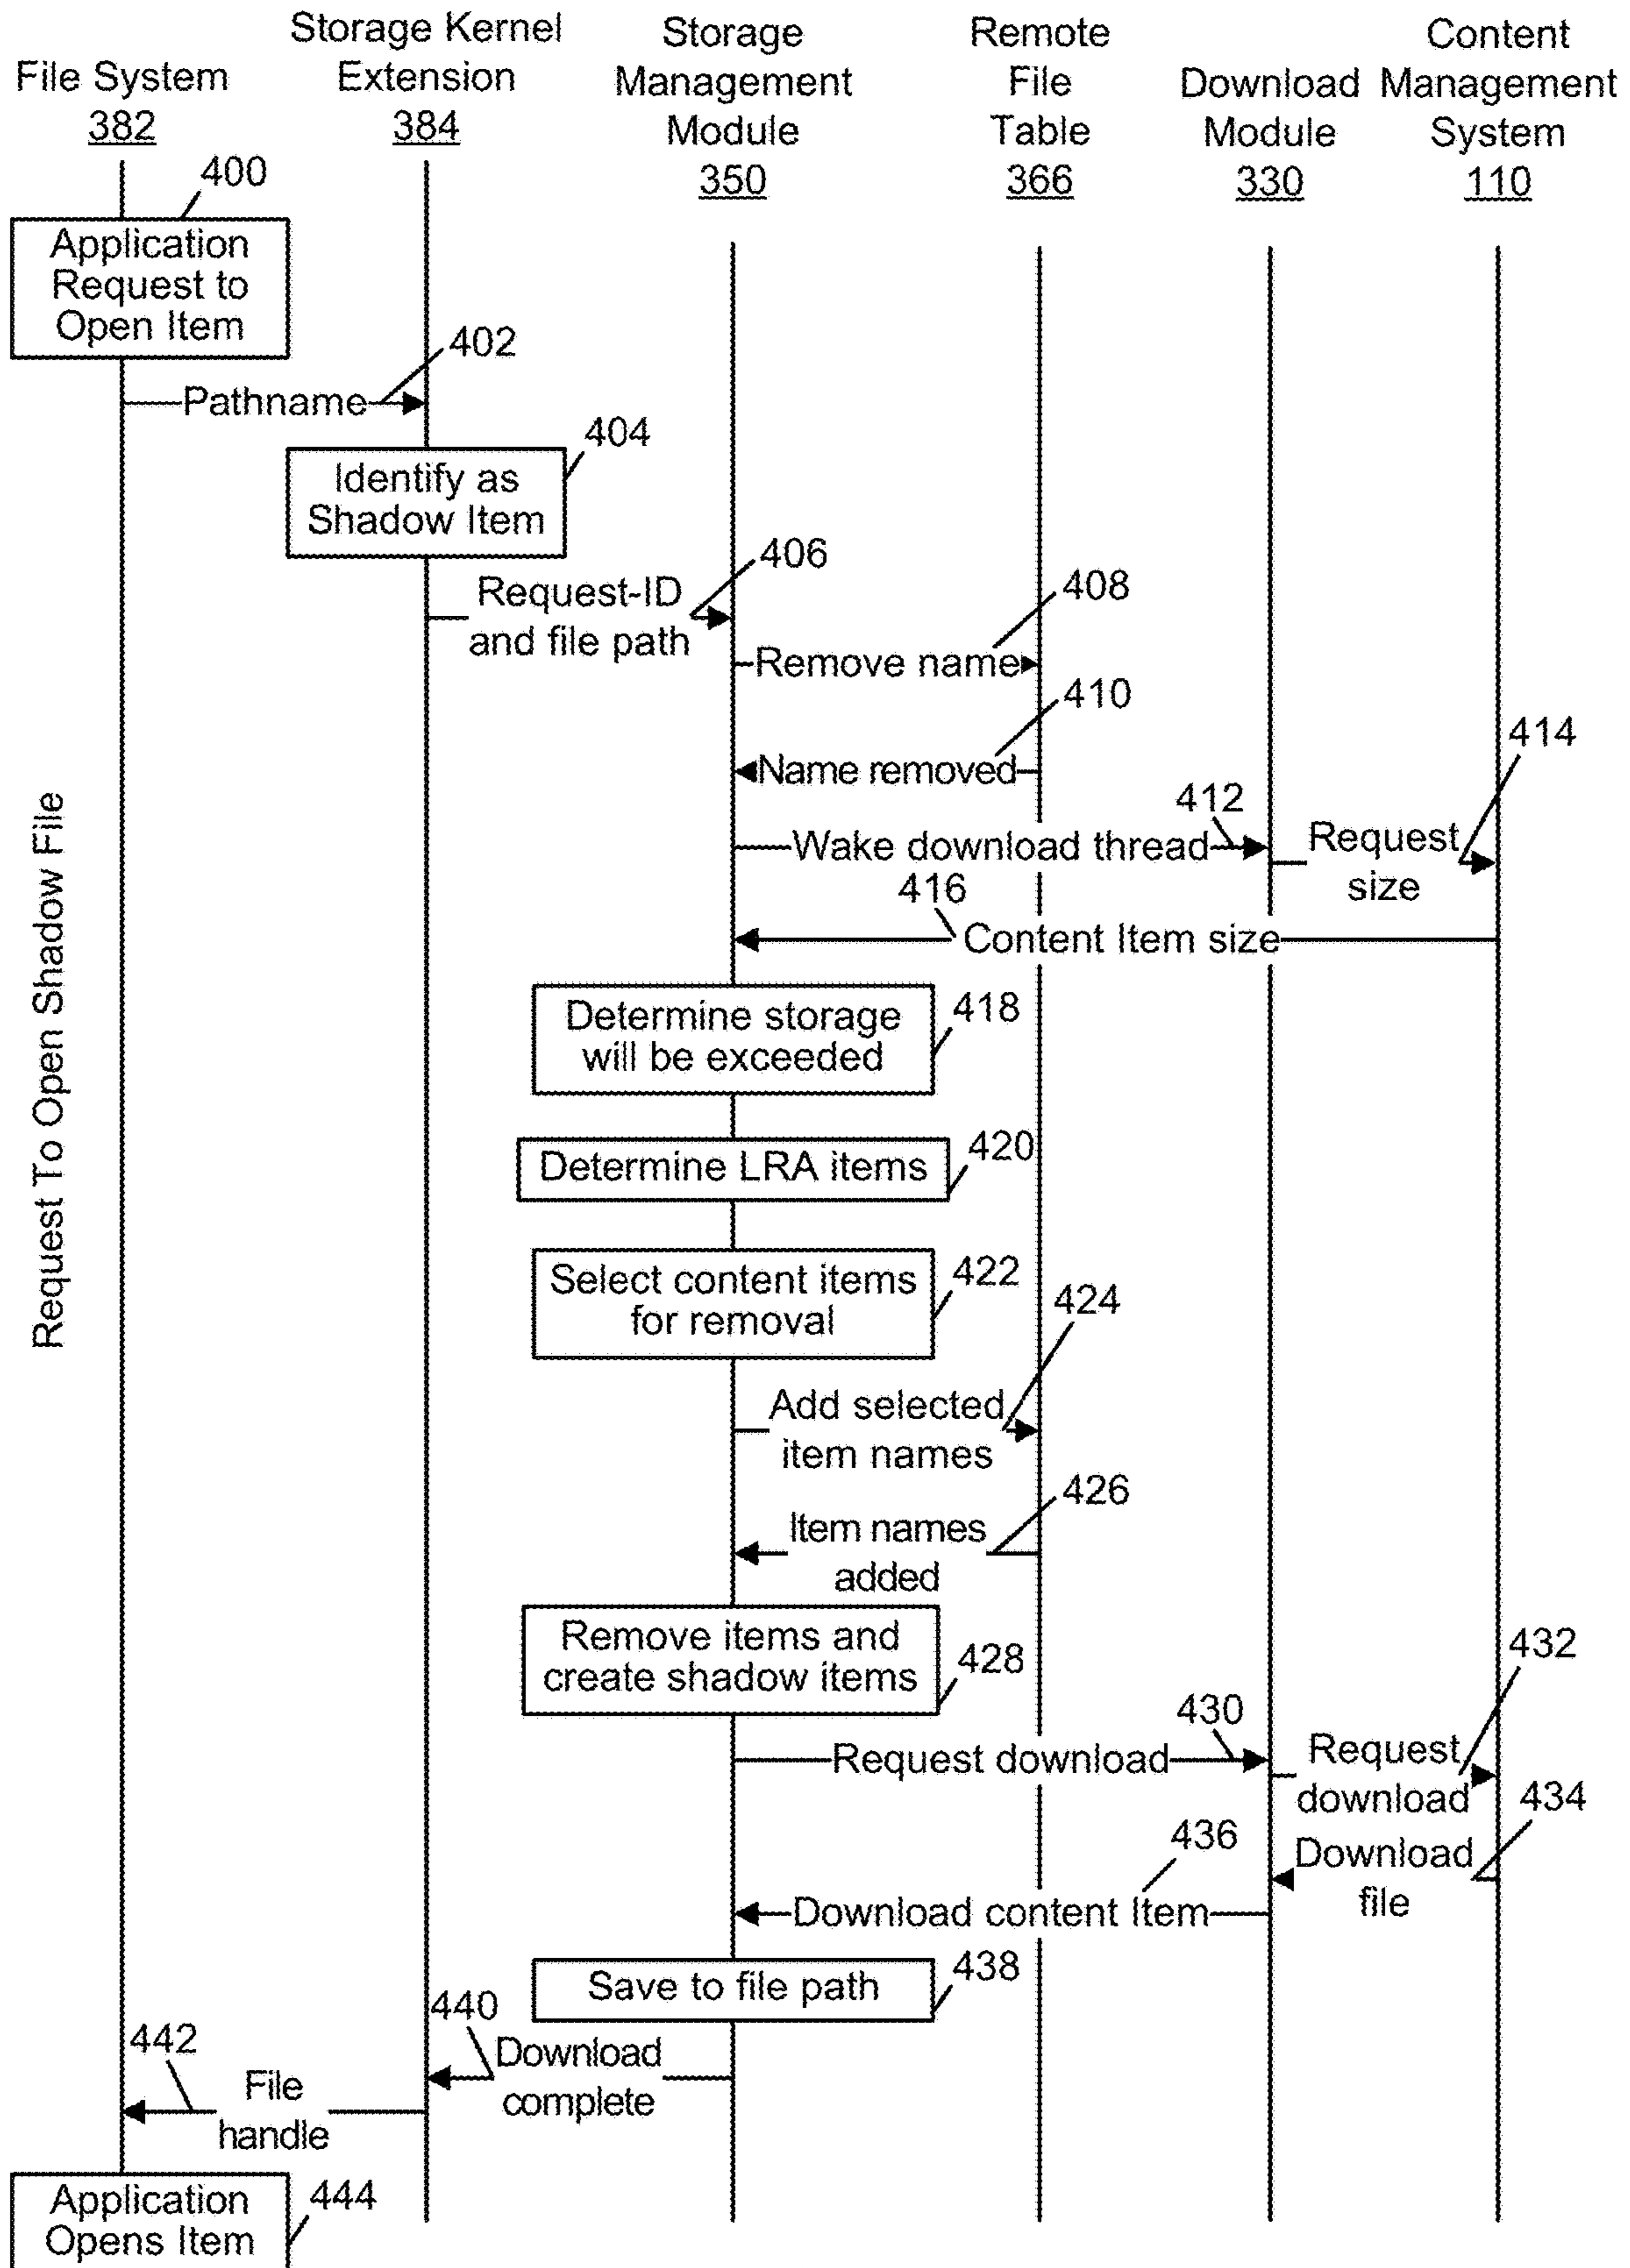 File System
382
Storage Kernel
Extension
384
Storage
Management
Module
350
Remote
File
Table
366
Download
Module
330
Content
Management
System
110
400
Application
Request to
Open Item
402
Pathname
404
Identify as
Shadow Item
406
Request-ID
and file path
408
Remove name
410
Name removed
412
Wake download thread
414
Request
size
416
Content Item size
Determine storage
will be exceeded
418
Determine LRA items
420
Select content items
for removal
422
424
Add selected
item names
426
Item names
added
Remove items and
create shadow items
428
430
Request download
432
Request
download
434
Download
file
436
Download content Item
Save to file path
438
440
Download
complete
442
File
handle
Application
Opens Item
444
Request To Open Shadow File